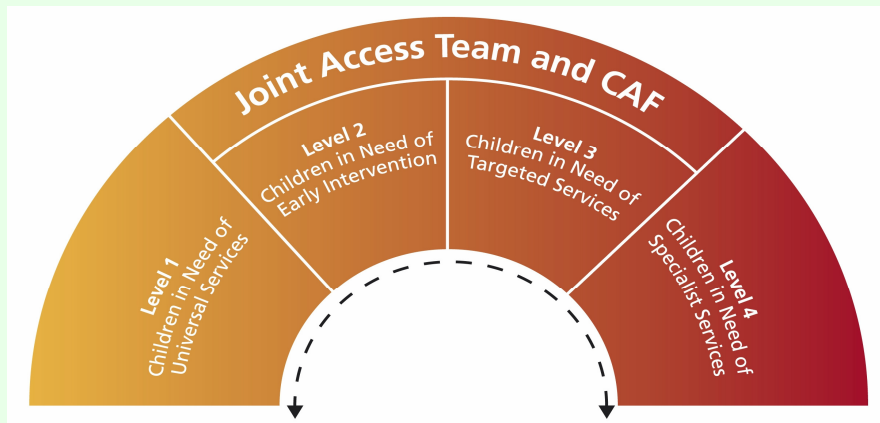 Joint Access Team and CAF
Level 1
Children in Need of
Universal Services
Level 2
Children in Need of
Early Intervention
Level 3
Children in Need of
Targeted Services
Level 4
Children in Need of
Specialist Services